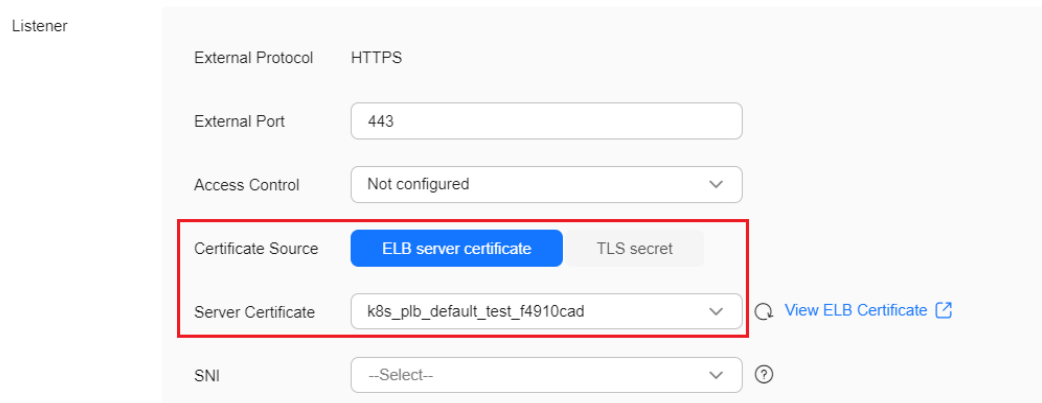 Listener
External Protocol HTTPS
External Port 443
Access Control Not configured
Certificate Source ELB server certificate TLS secret
Server Certificate k8s_plb_default_test_f4910cad View ELB Certificate
SNI --Select-- ?